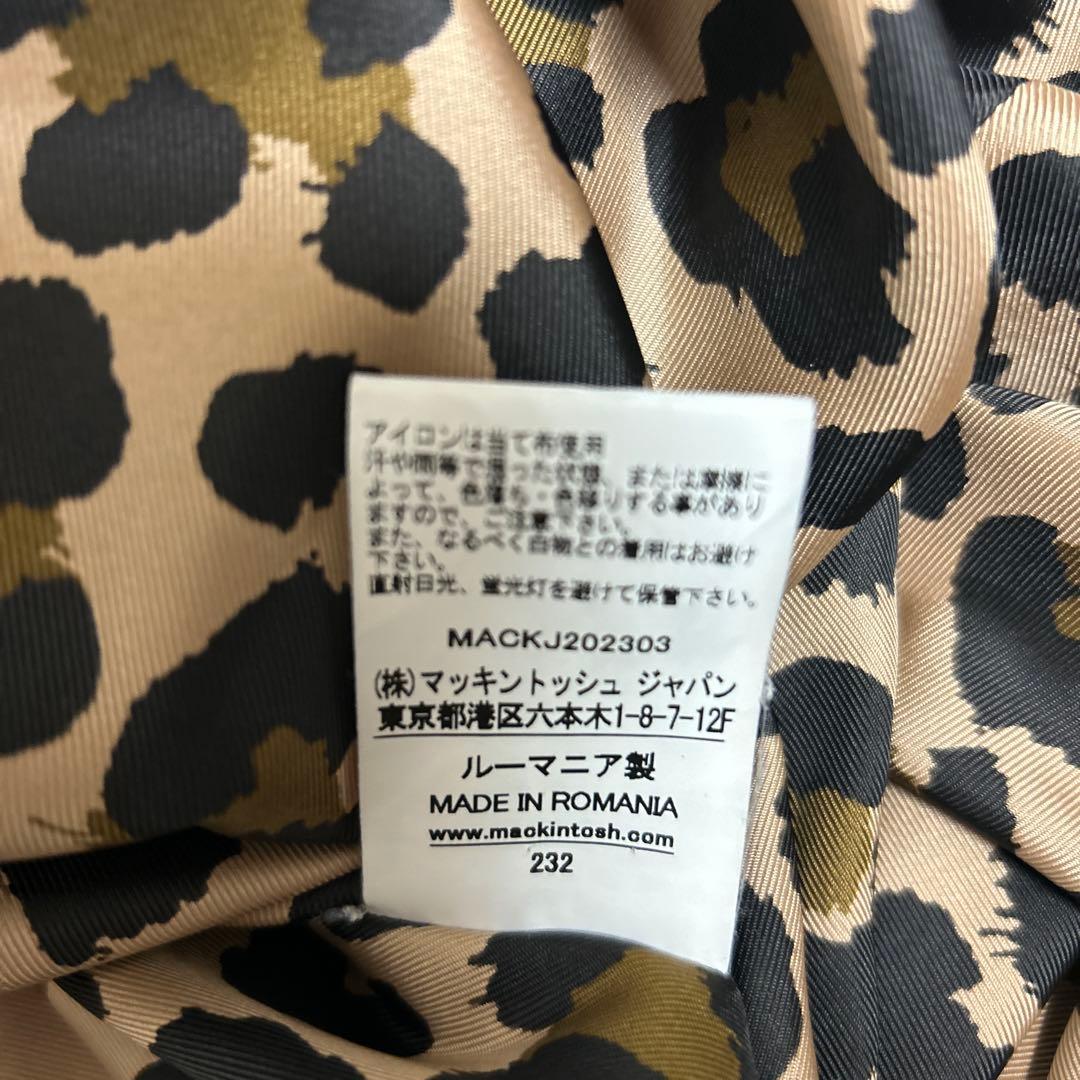 アイロンは当て布使用
汗や雨等で湿った状態、または摩擦に
よって、色落ち・色移りする事があり
ますので、ご注意下さい。
また、なるべく白物との着用はお避け
下さい。
直射日光、蛍光灯を避けて保管下さい。
MACKJ202303
(株)マッキントッシュ ジャパン
東京都港区六本木1-8-7-12F
ルーマニア製
MADE IN ROMANIA
www.mackintosh.com
232